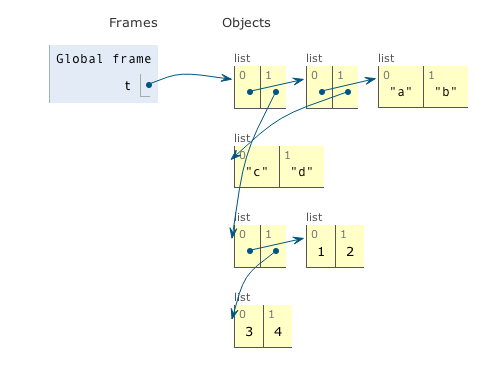 Frames Objects
Global frame
t
list list list
0 1 0 1 0 1
"a" "b"
list
0 1
"c" "d"
list list
0 1 0 1
1 2
list
0 1
3 4